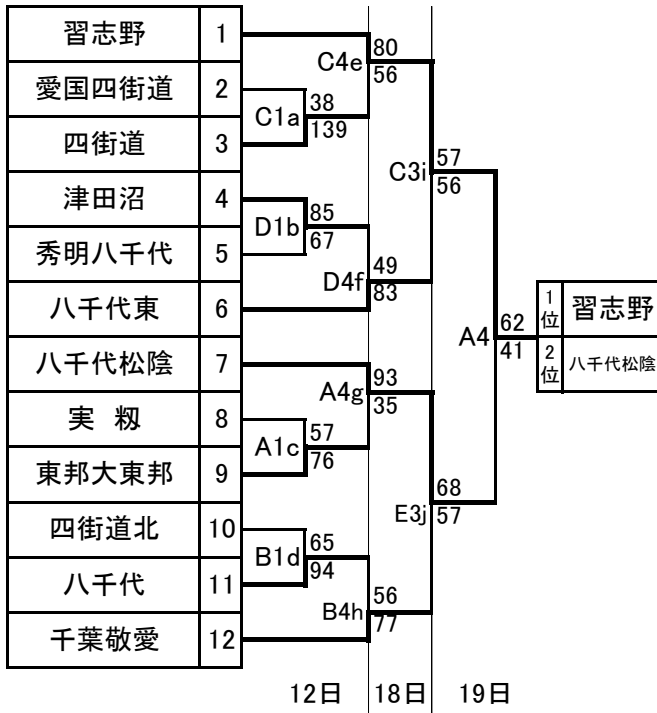 習志野 1
愛国四街道 2
四街道 3
津田沼 4
秀明八千代 5
八千代東 6
八千代松陰 7
実 籾 8
東邦大東邦 9
四街道北 10
八千代 11
千葉敬愛 12
C1a 38
139
D1b 85
67
A1c 57
76
B1d 65
94
C4e 80
56
D4f 49
83
A4g 93
35
B4h 56
77
C3i 57
56
E3j 68
57
A4 62
41
1位 習志野
2位 八千代松陰
12日 18日 19日